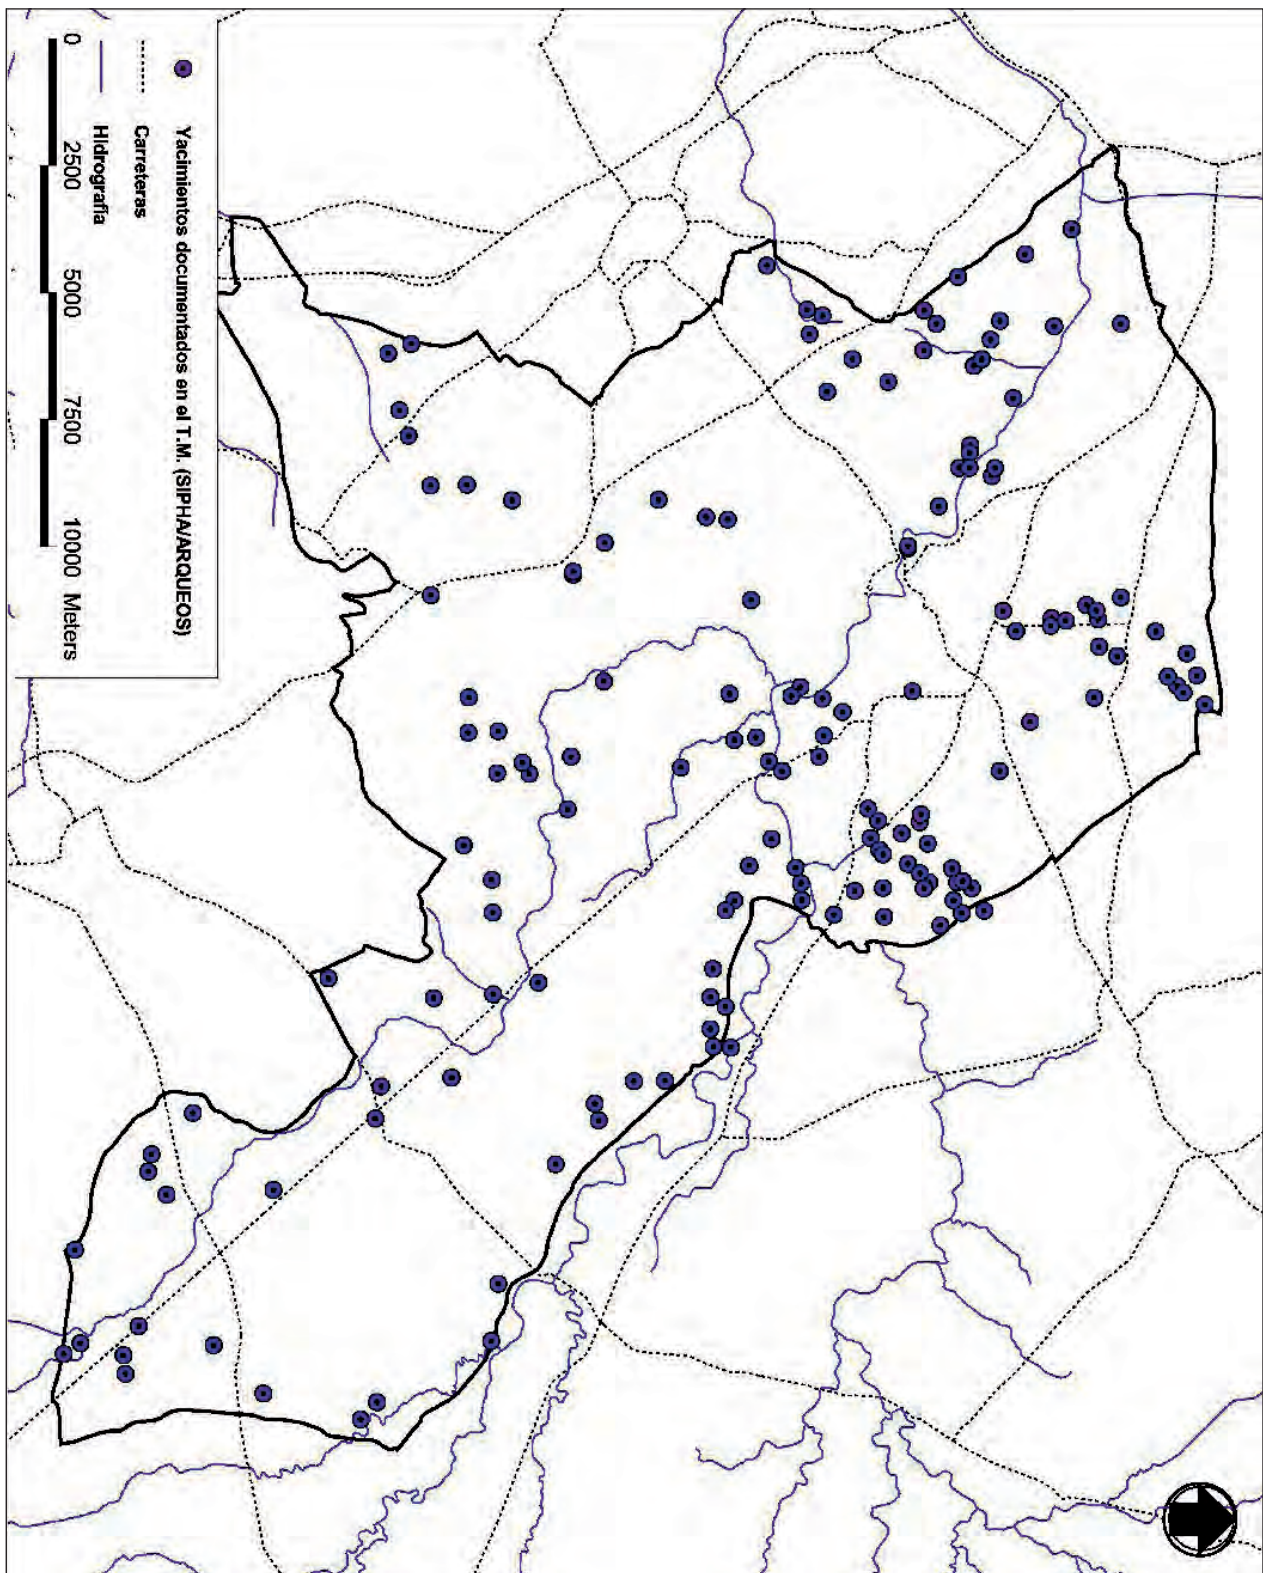 Yacimientos documentados en el T.M. (SIPHA/ARQUEOS)
Carreteras
Hidrografía
0 2500 5000 7500 10000 Meters